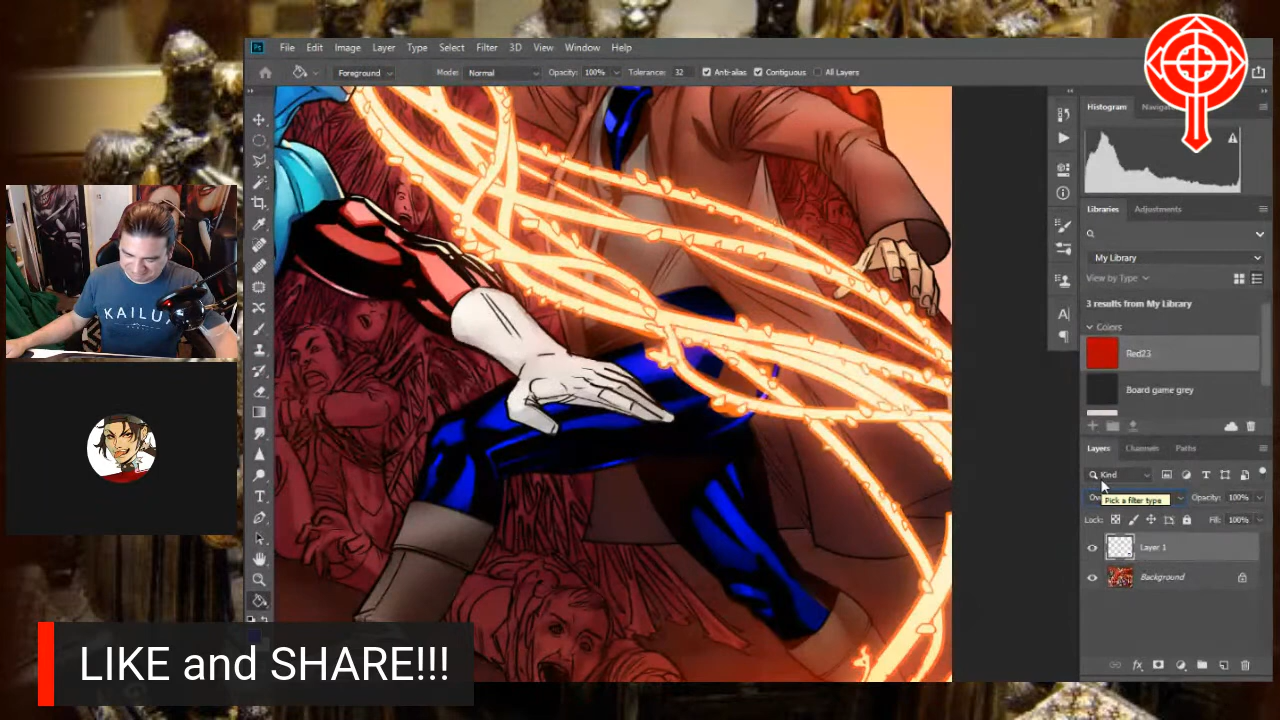 Ps File Edit Image Layer Type Select Filter 3D View Window Help
Foreground Mode: Normal Opacity: 100% Tolerance: 32 Anti-alias Contiguous All Layers
Histogram
Libraries Adjustments
My Library
View by Type
3 results from My Library
Colors
Red23
Board game grey
Layers Channels Paths
Kind
Pick a filter type
Opacity: 100%
Lock: Fill: 100%
Layer 1
Background
KAILU
LIKE and SHARE!!!